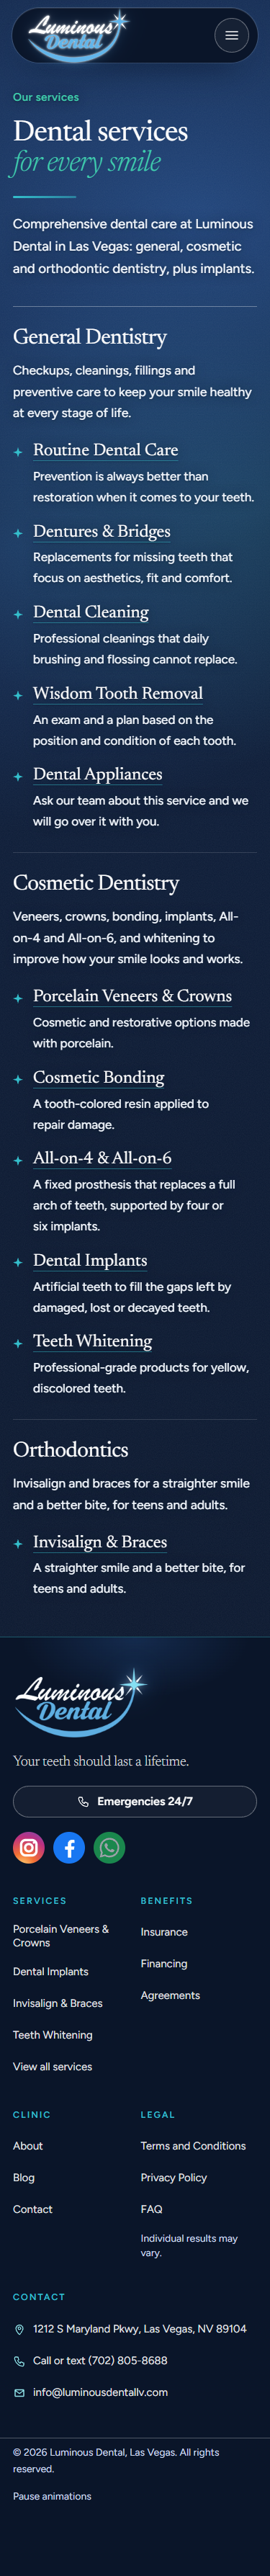 Luminous
Dental
Our services
Dental services
for every smile
Comprehensive dental care at Luminous
Dental in Las Vegas: general, cosmetic
and orthodontic dentistry, plus implants.
General Dentistry
Checkups, cleanings, fillings and
preventive care to keep your smile healthy
at every stage of life.
Routine Dental Care
Prevention is always better than
restoration when it comes to your teeth.
Dentures & Bridges
Replacements for missing teeth that
focus on aesthetics, fit and comfort.
Dental Cleaning
Professional cleanings that daily
brushing and flossing cannot replace.
Wisdom Tooth Removal
An exam and a plan based on the
position and condition of each tooth.
Dental Appliances
Ask our team about this service and we
will go over it with you.
Cosmetic Dentistry
Veneers, crowns, bonding, implants, All-
on-4 and All-on-6, and whitening to
improve how your smile looks and works.
Porcelain Veneers & Crowns
Cosmetic and restorative options made
with porcelain.
Cosmetic Bonding
A tooth-colored resin applied to
repair damage.
All-on-4 & All-on-6
A fixed prosthesis that replaces a full
arch of teeth, supported by four or
six implants.
Dental Implants
Artificial teeth to fill the gaps left by
damaged, lost or decayed teeth.
Teeth Whitening
Professional-grade products for yellow,
discolored teeth.
Orthodontics
Invisalign and braces for a straighter smile
and a better bite, for teens and adults.
Invisalign & Braces
A straighter smile and a better bite, for
teens and adults.
Luminous
Dental
Your teeth should last a lifetime.
Emergencies 24/7
SERVICES
Porcelain Veneers &
Crowns
Dental Implants
Invisalign & Braces
Teeth Whitening
View all services
BENEFITS
Insurance
Financing
Agreements
CLINIC
About
Blog
Contact
LEGAL
Terms and Conditions
Privacy Policy
FAQ
Individual results may
vary.
CONTACT
1212 S Maryland Pkwy, Las Vegas, NV 89104
Call or text (702) 805-8688
info@luminousdentallv.com
© 2026 Luminous Dental, Las Vegas. All rights
reserved.
Pause animations